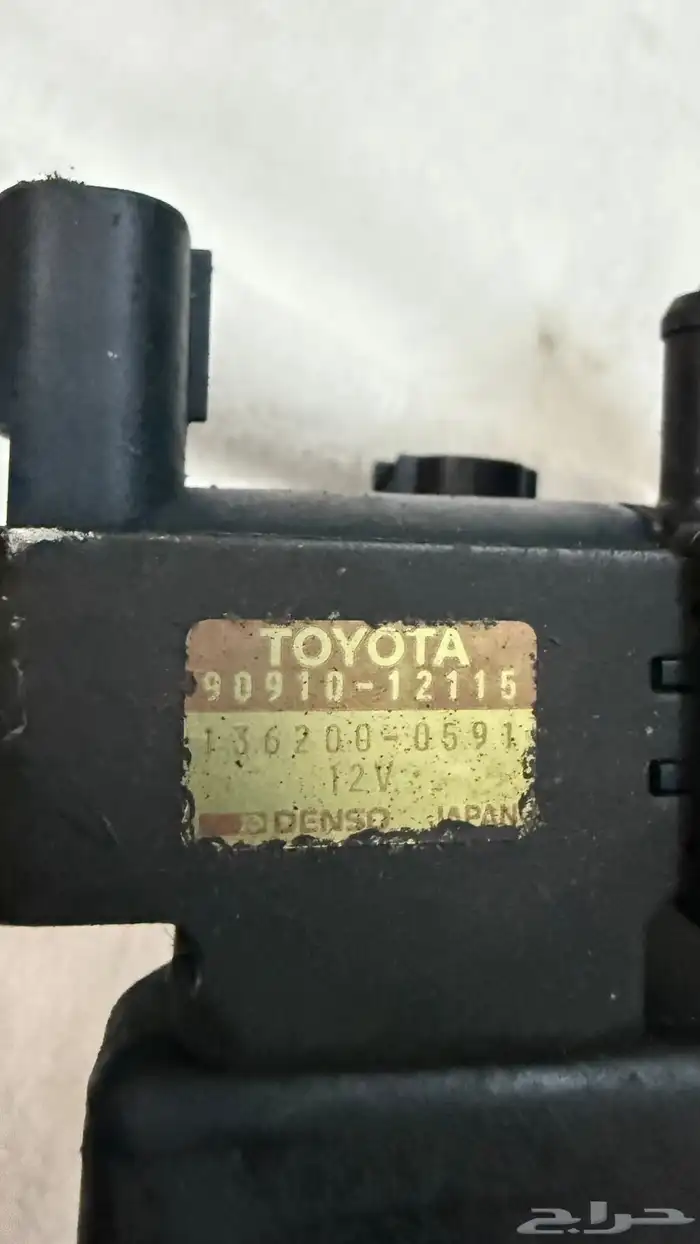 TOYOTA
90910-12115
136200-0591
12V
DENSO JAPAN
حراج